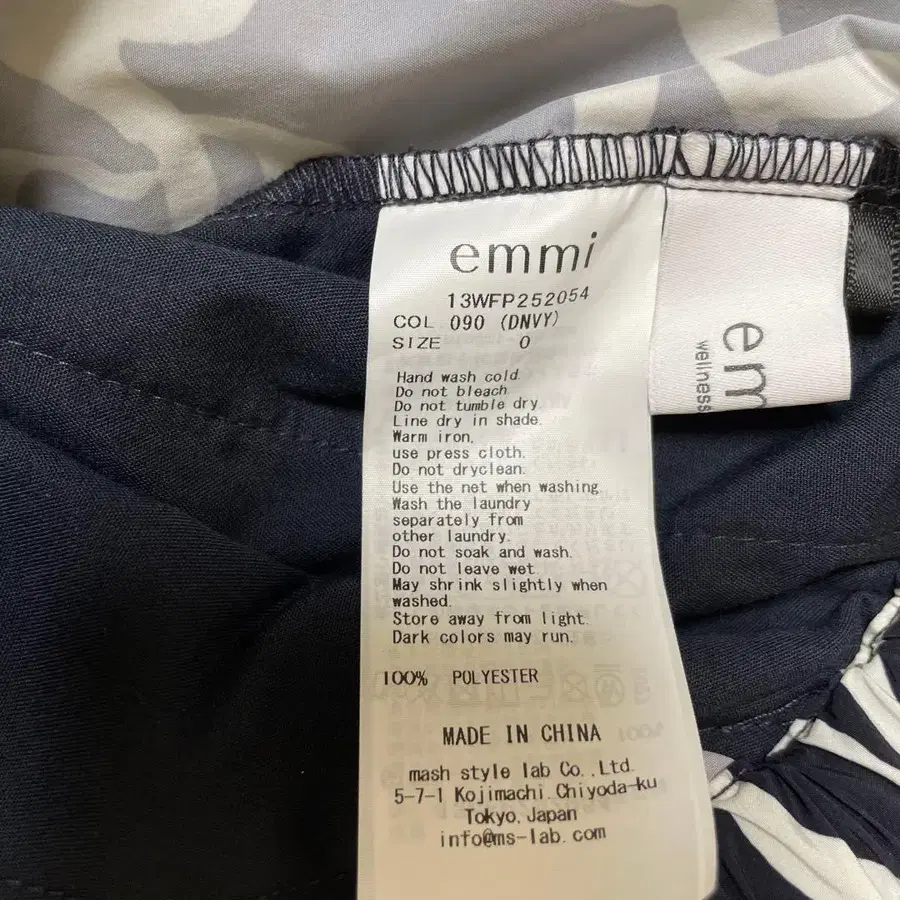 emmi
13WFP252054
COL 090 (DNVY)
SIZE 0
Hand wash cold.
Do not bleach.
Do not tumble dry.
Line dry in shade.
Warm iron,
use press cloth.
Do not dryclean.
Use the net when washing.
Wash the laundry
separately from
other laundry.
Do not soak and wash.
Do not leave wet.
May shrink slightly when
washed.
Store away from light.
Dark colors may run.
100% POLYESTER
MADE IN CHINA
mash style lab Co.,Ltd.
5-7-1 Kojimachi.Chiyoda-ku
Tokyo,Japan
info@ms-lab.com
em
wellness